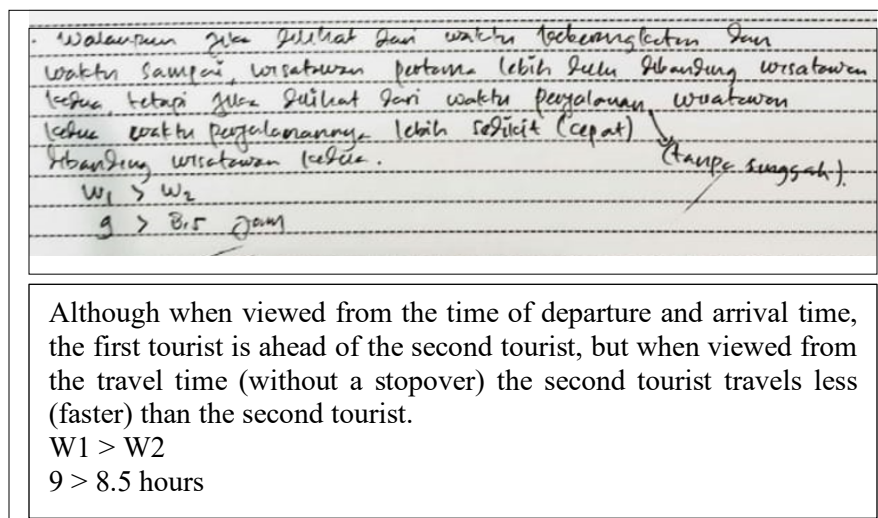 . Walaupun jika dilihat dari waktu keberangkatan dan
waktu sampai, wisatawan pertama lebih dulu dibanding wisatawan
kedua, tetapi jika dilihat dari waktu perjalanan, wisatawan
kedua waktu perjalanannya lebih sedikit (cepat)
dibanding wisatawan kedua.
(tanpa singgah).
W1 > W2
9 > 8,5 Jam
Although when viewed from the time of departure and arrival time,
the first tourist is ahead of the second tourist, but when viewed from
the travel time (without a stopover) the second tourist travels less
(faster) than the second tourist.
W1 > W2
9 > 8.5 hours